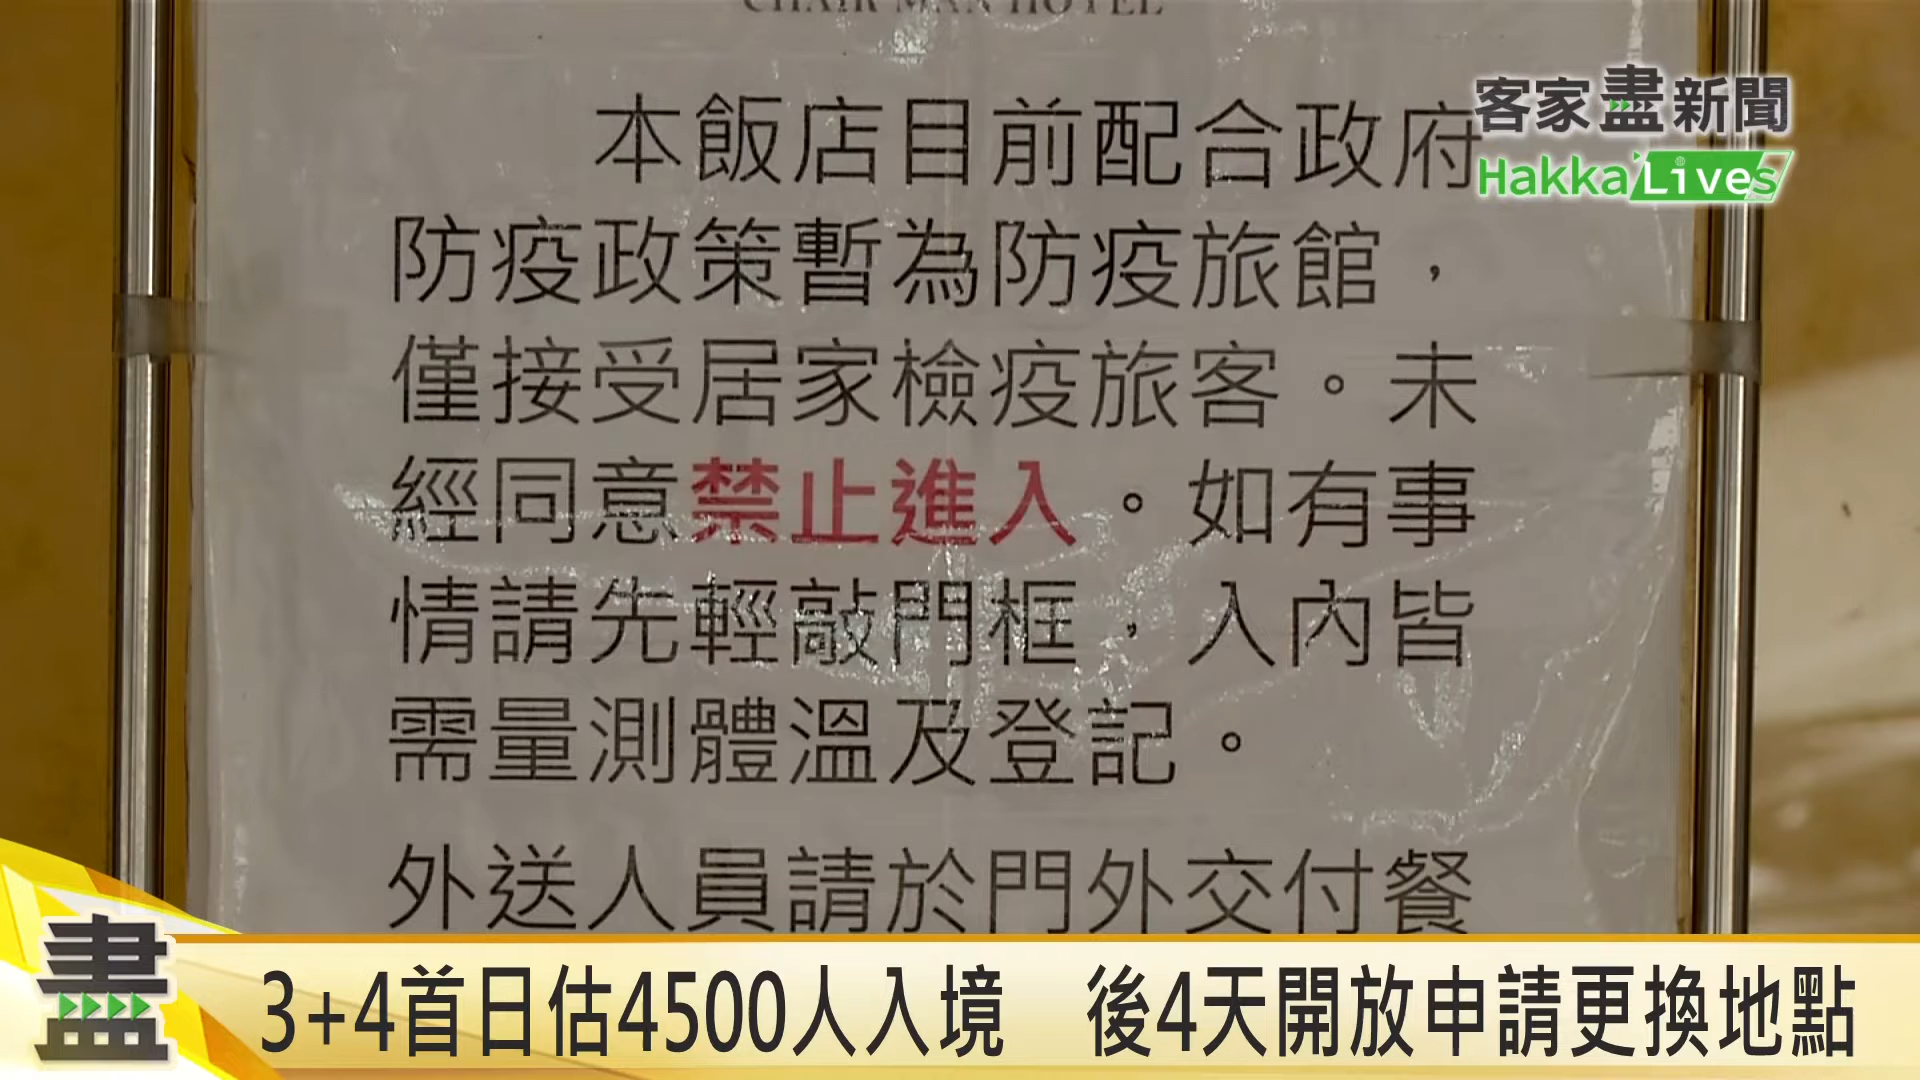 CHAIR MAN HOTEL
本飯店目前配合政府
防疫政策暫為防疫旅館，
僅接受居家檢疫旅客。未
經同意禁止進入。如有事
情請先輕敲門框，入內皆
需量測體溫及登記。
外送人員請於門外交付餐
客家盡新聞
Hakka Lives
盡
3+4首日估4500人入境 後4天開放申請更換地點